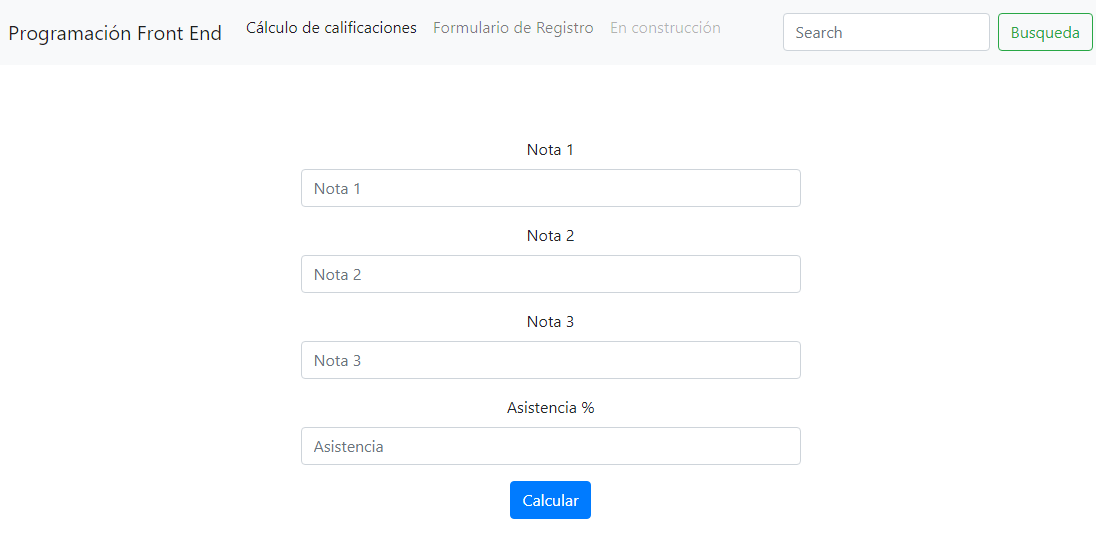 Programación Front End Cálculo de calificaciones Formulario de Registro En construcción Search Busqueda
Nota 1
Nota 1
Nota 2
Nota 2
Nota 3
Nota 3
Asistencia %
Asistencia
Calcular